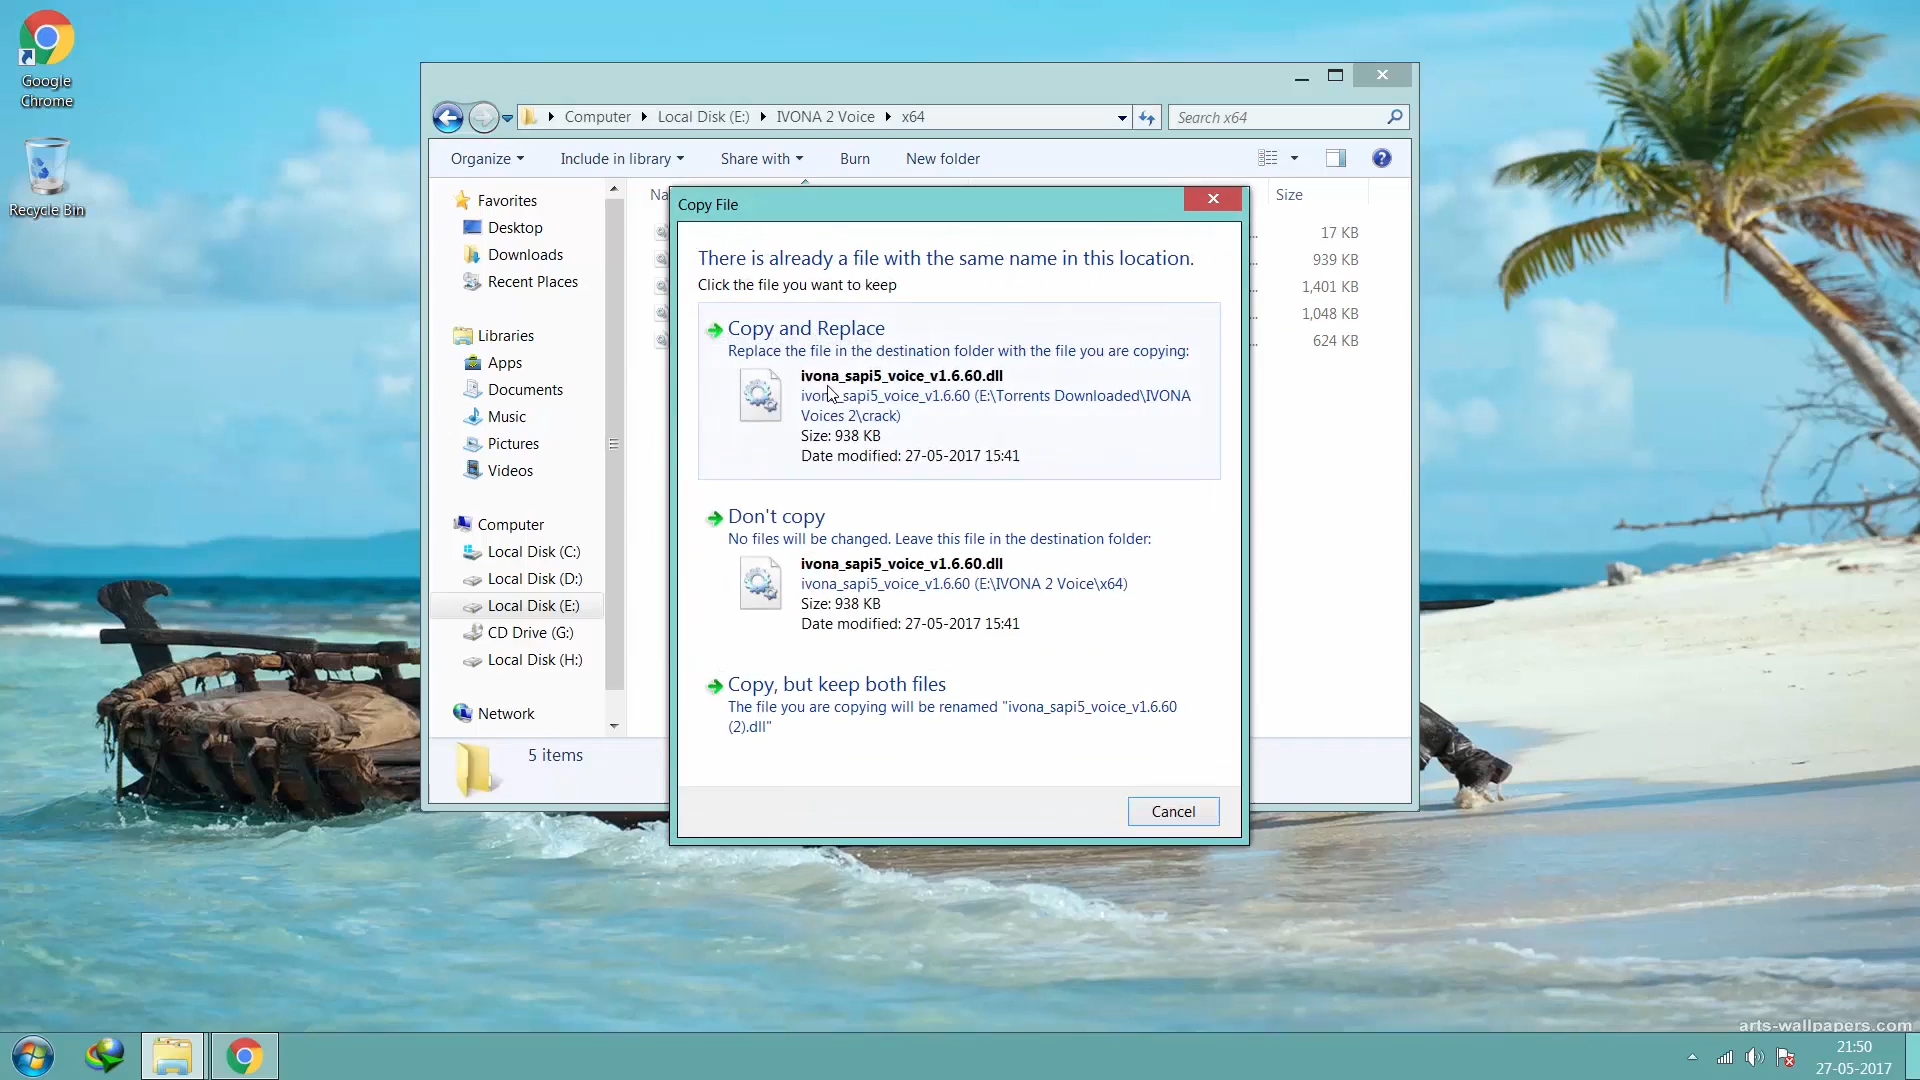 Google
Chrome
Recycle Bin
Computer Local Disk (E:) IVONA 2 Voice x64
Search x64
Organize Include in library Share with Burn New folder
Favorites
Desktop
Downloads
Recent Places
Libraries
Apps
Documents
Music
Pictures
Videos
Computer
Local Disk (C:)
Local Disk (D:)
Local Disk (E:)
CD Drive (G:)
Local Disk (H:)
Network
5 items
Na
Size
17 KB
939 KB
1,401 KB
1,048 KB
624 KB
Copy File
There is already a file with the same name in this location.
Click the file you want to keep
Copy and Replace
Replace the file in the destination folder with the file you are copying:
ivona_sapi5_voice_v1.6.60.dll
ivona_sapi5_voice_v1.6.60 (E:\Torrents Downloaded\IVONA
Voices 2\crack)
Size: 938 KB
Date modified: 27-05-2017 15:41
Don't copy
No files will be changed. Leave this file in the destination folder:
ivona_sapi5_voice_v1.6.60.dll
ivona_sapi5_voice_v1.6.60 (E:\IVONA 2 Voice\x64)
Size: 938 KB
Date modified: 27-05-2017 15:41
Copy, but keep both files
The file you are copying will be renamed "ivona_sapi5_voice_v1.6.60
(2).dll"
Cancel
arts-wallpapers.com
21:50
27-05-2017